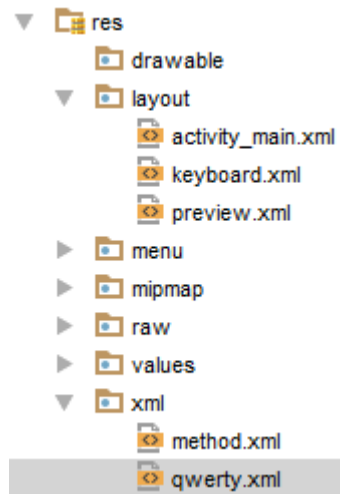 res
drawable
layout
activity_main.xml
keyboard.xml
preview.xml
menu
mipmap
raw
values
xml
method.xml
qwerty.xml